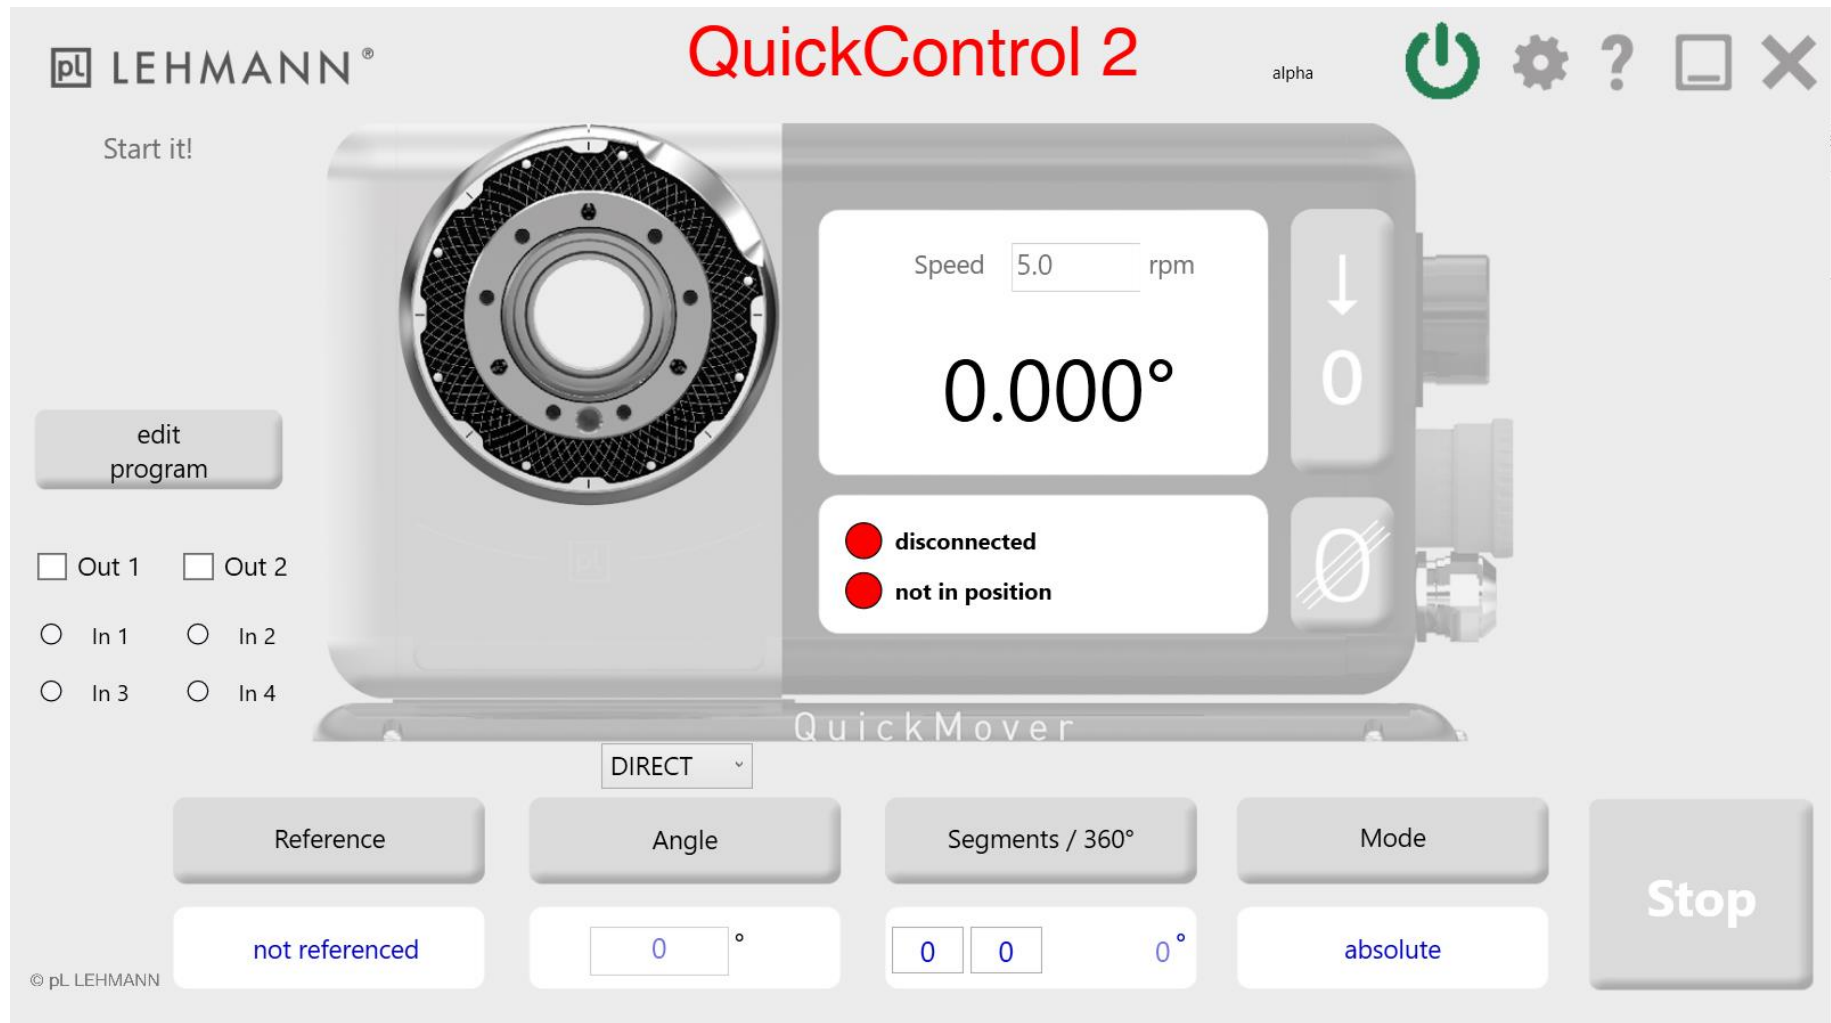 pL LEHMANN®
QuickControl 2
alpha
?
Start it!
Speed 5.0 rpm
↓
0
0.000°
edit
program
disconnected
not in position
0
Out 1 Out 2
In 1 In 2
In 3 In 4
QuickMover
DIRECT
Reference
Angle
Segments / 360°
Mode
Stop
not referenced
0 °
0 0 0°
absolute
© pL LEHMANN